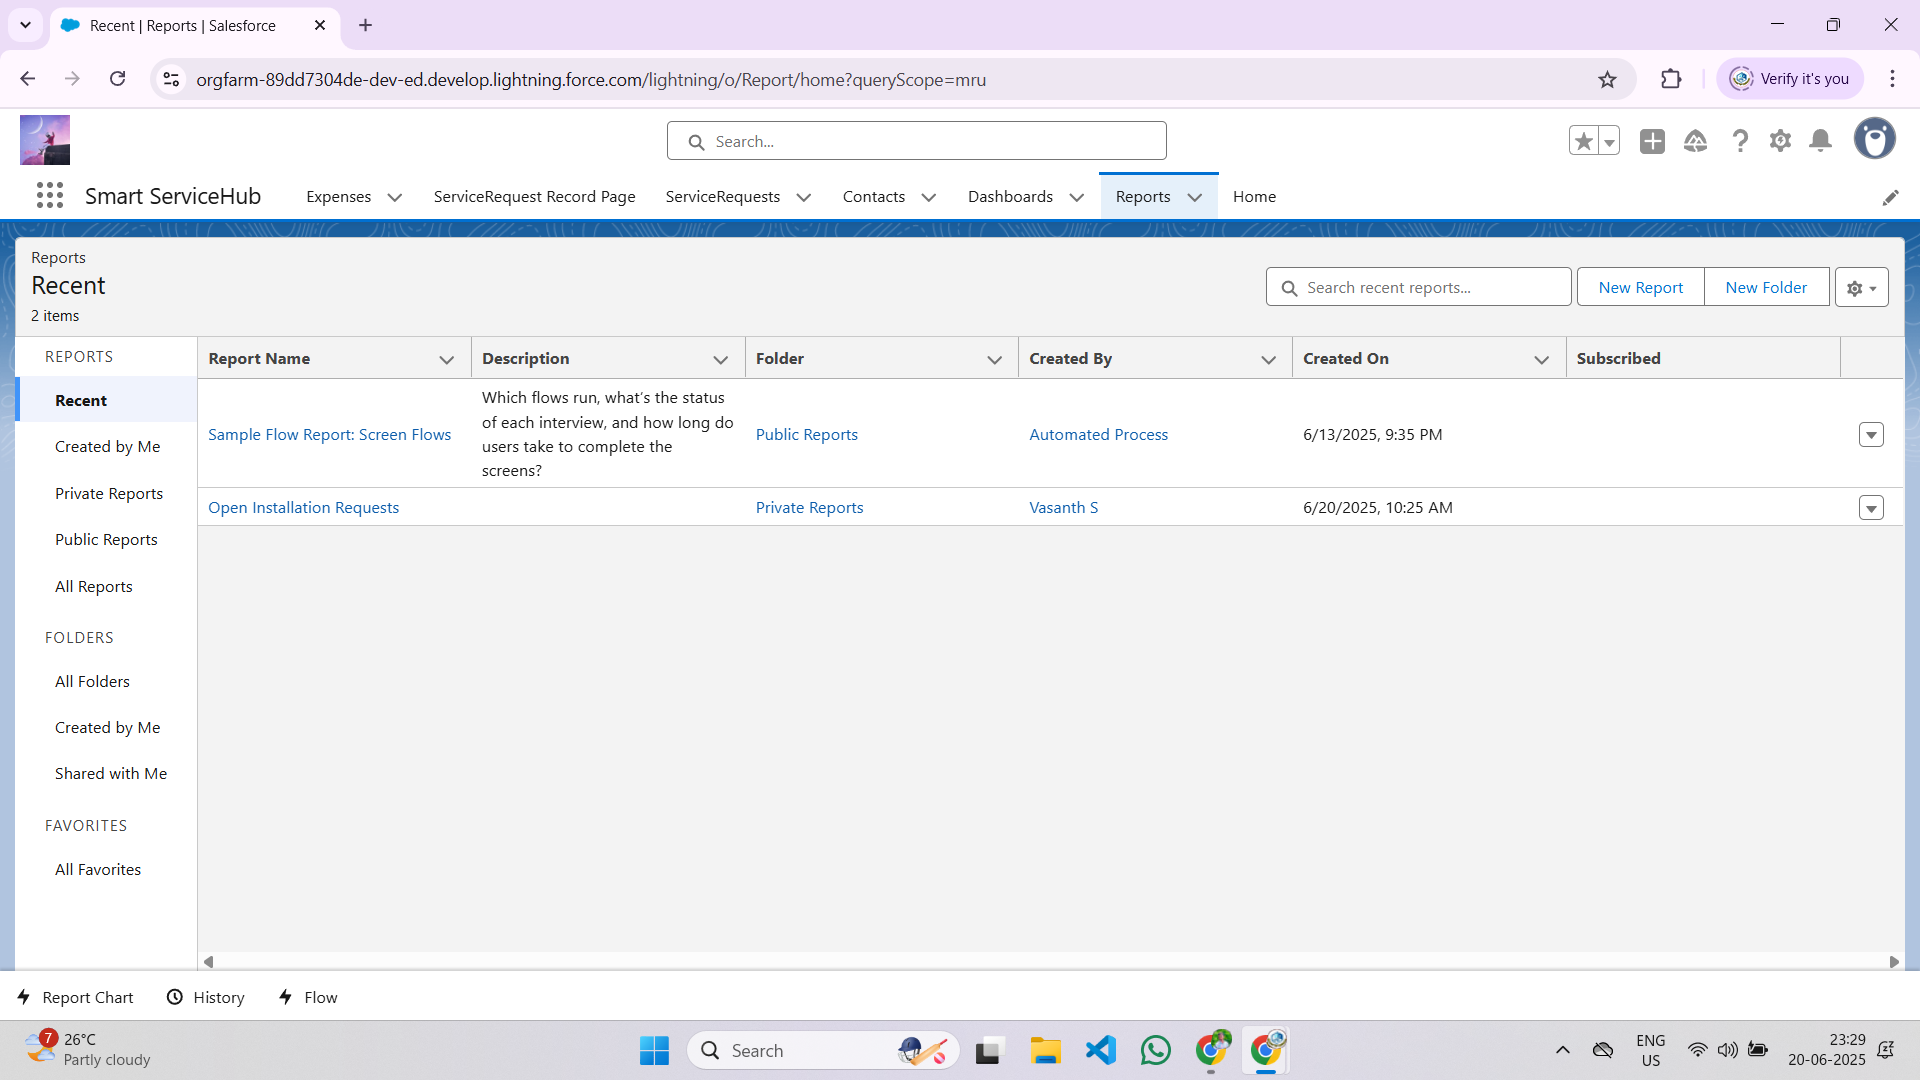 Recent | Reports | Salesforce
orgfarm-89dd7304de-dev-ed.develop.lightning.force.com/lightning/o/Report/home?queryScope=mru
Verify it's you
Search...
Smart ServiceHub
Expenses
ServiceRequest Record Page
ServiceRequests
Contacts
Dashboards
Reports
Home
Reports
Recent
2 items
Search recent reports...
New Report
New Folder
REPORTS
Recent
Created by Me
Private Reports
Public Reports
All Reports
FOLDERS
All Folders
Created by Me
Shared with Me
FAVORITES
All Favorites
Report Name
Description
Folder
Created By
Created On
Subscribed
Sample Flow Report: Screen Flows
Which flows run, what's the status
of each interview, and how long do
users take to complete the
screens?
Public Reports
Automated Process
6/13/2025, 9:35 PM
Open Installation Requests
Private Reports
Vasanth S
6/20/2025, 10:25 AM
Report Chart
History
Flow
7
26°C
Partly cloudy
Search
ENG
US
23:29
20-06-2025